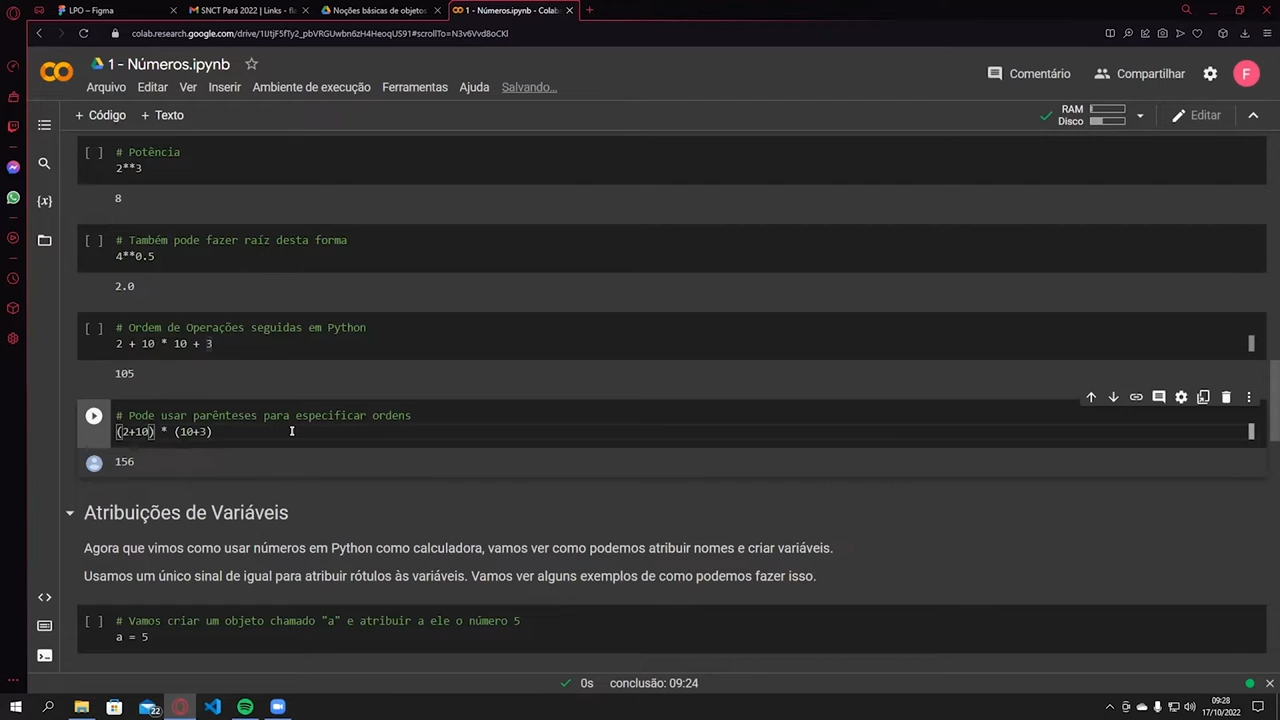 LPO – Figma
SNCT Pará 2022 | Links - B
Noções básicas de objetos
1 - Números.ipynb - Colab
colab.research.google.com/drive/1IJtjF5fTy2_pbVRGUwbn6zH4HeoqUS91#scrollTo=N3v6Vvd8oCKl
1 - Números.ipynb
Arquivo Editar Ver Inserir Ambiente de execução Ferramentas Ajuda Salvando...
Comentário Compartilhar F
+ Código + Texto
RAM
Disco
Editar
[ ] # Potência
2**3
8
[ ] # Também pode fazer raíz desta forma
4**0.5
2.0
[ ] # Ordem de Operações seguidas em Python
2 + 10 * 10 + 3
105
# Pode usar parênteses para especificar ordens
(2+10) * (10+3)
156
Atribuições de Variáveis
Agora que vimos como usar números em Python como calculadora, vamos ver como podemos atribuir nomes e criar variáveis.
Usamos um único sinal de igual para atribuir rótulos às variáveis. Vamos ver alguns exemplos de como podemos fazer isso.
[ ] # Vamos criar um objeto chamado "a" e atribuir a ele o número 5
a = 5
0s conclusão: 09:24
22
09:28
17/10/2022